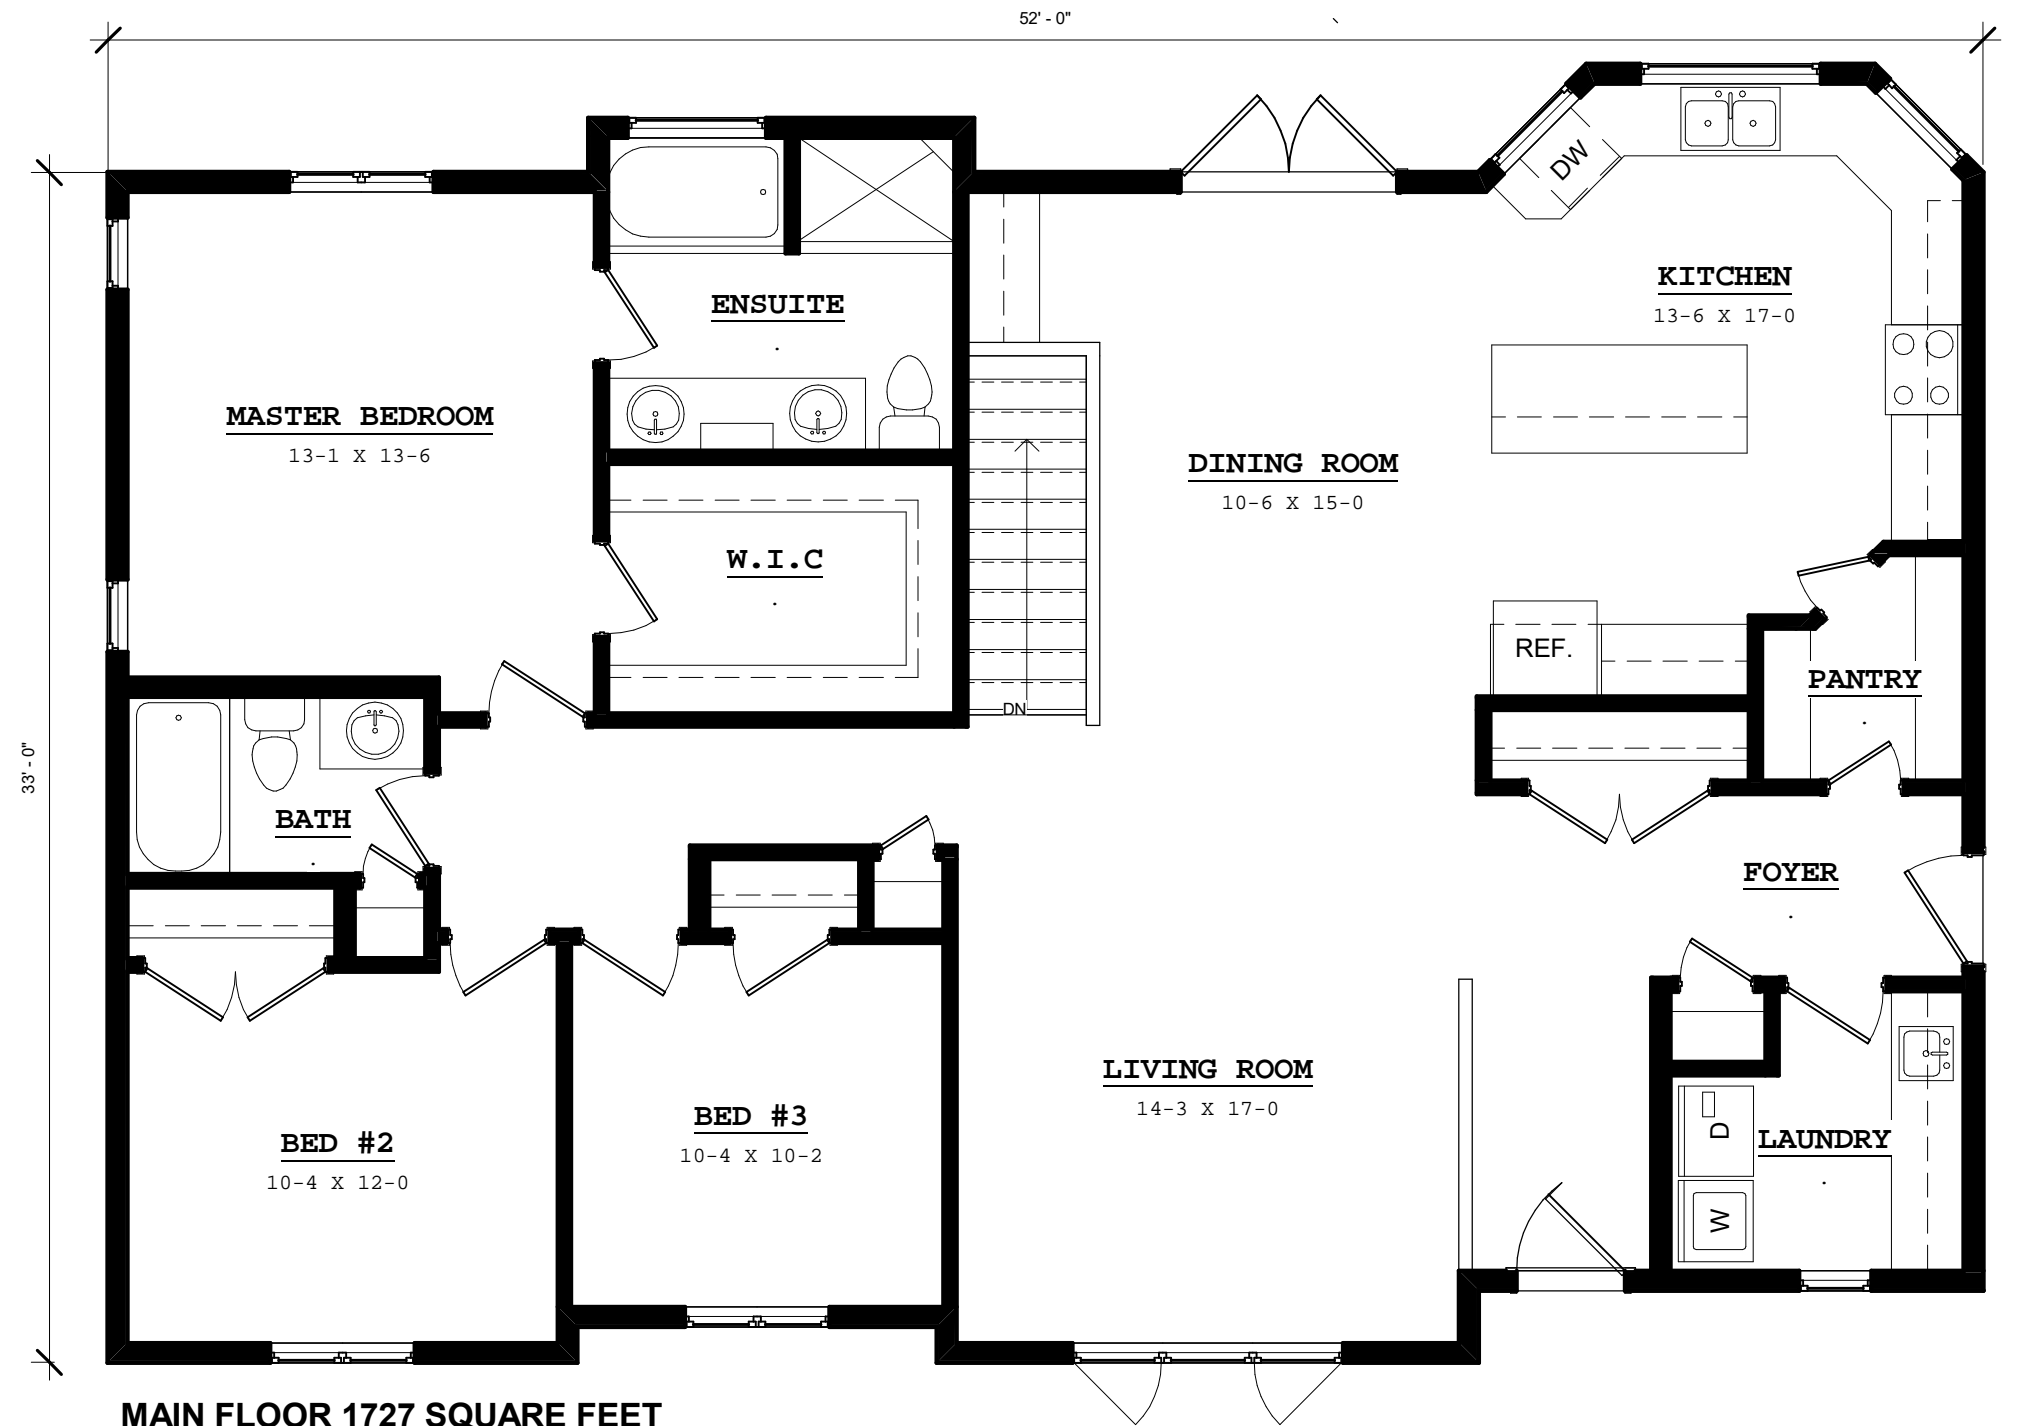 52' - 0"
DW
KITCHEN
13-6 X 17-0
ENSUITE
MASTER BEDROOM
13-1 X 13-6
DINING ROOM
10-6 X 15-0
W.I.C
REF.
PANTRY
DN
33' - 0"
BATH
FOYER
LIVING ROOM
14-3 X 17-0
BED #3
10-4 X 10-2
D
LAUNDRY
BED #2
10-4 X 12-0
W
MAIN FLOOR 1727 SQUARE FEET